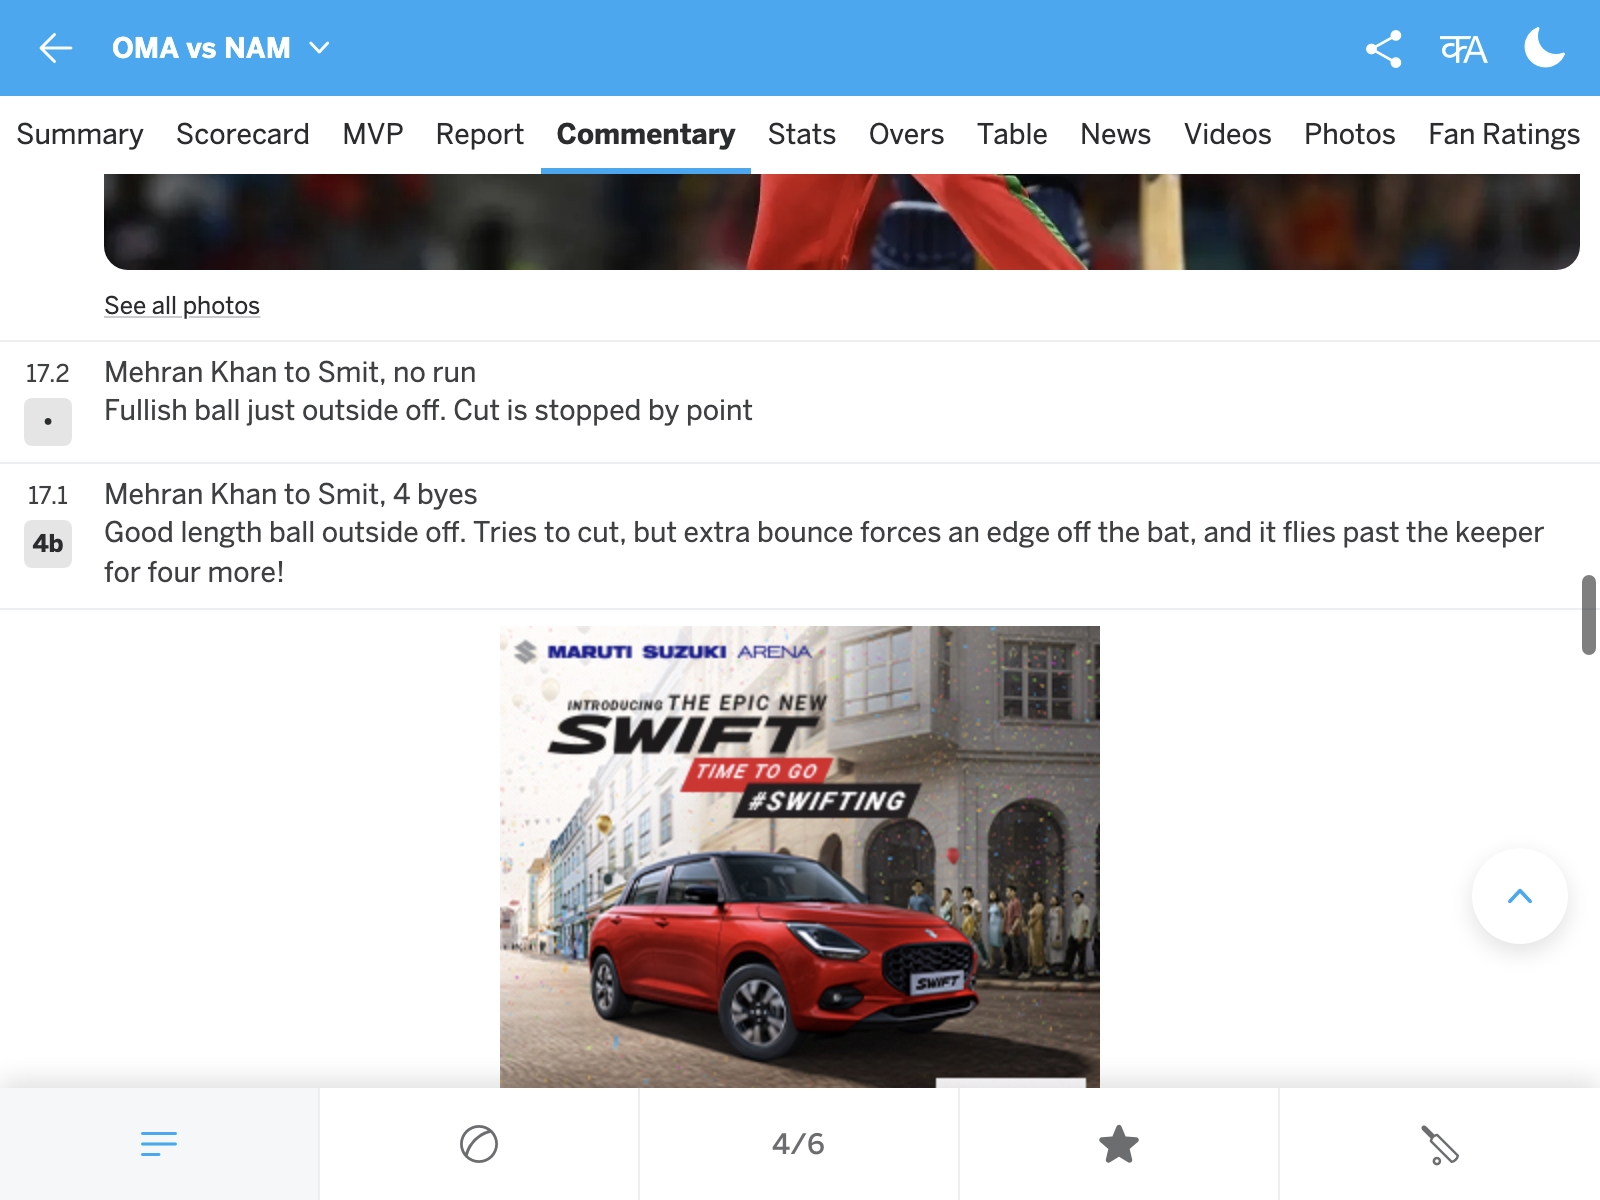 OMA vs NAM
Summary Scorecard MVP Report Commentary Stats Overs Table News Videos Photos Fan Ratings
See all photos
17.2 Mehran Khan to Smit, no run
• Fullish ball just outside off. Cut is stopped by point
17.1 Mehran Khan to Smit, 4 byes
4b Good length ball outside off. Tries to cut, but extra bounce forces an edge off the bat, and it flies past the keeper
for four more!
MARUTI SUZUKI ARENA
INTRODUCING THE EPIC NEW
SWIFT
TIME TO GO
#SWIFTING
SWIFT
4/6